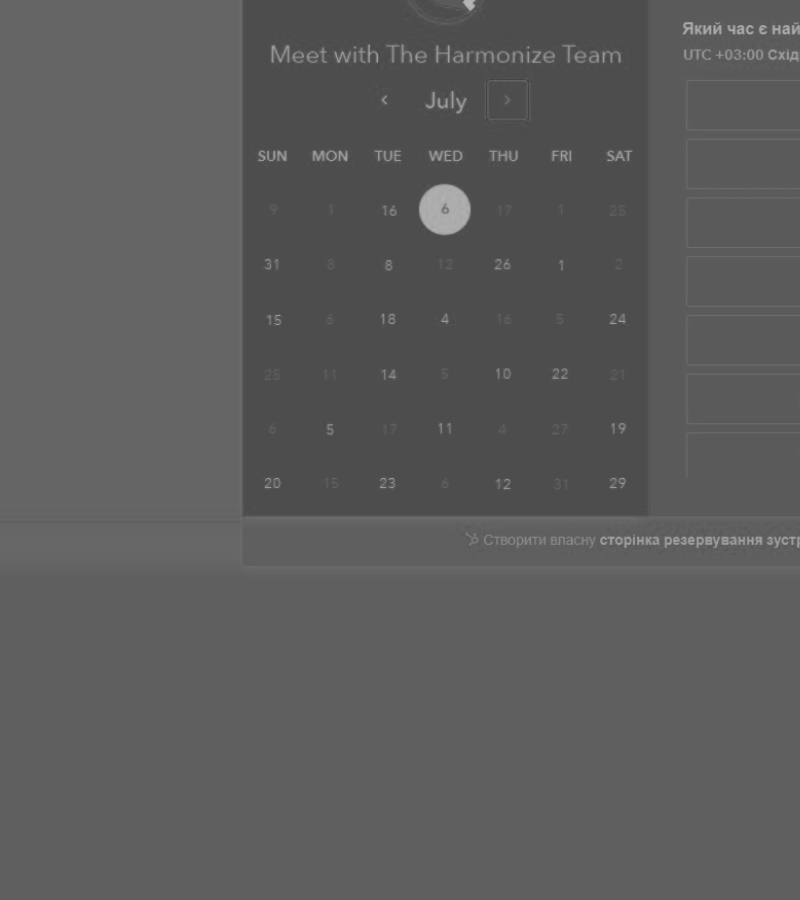 Meet with The Harmonize Team
‹ July ›
SUN MON TUE WED THU FRI SAT
9 1 16 6 17 1 25
31 8 8 12 26 1 2
15 6 18 4 16 5 24
25 11 14 5 10 22 21
6 5 17 11 4 27 19
20 15 23 6 12 31 29
Який час є най
UTC +03:00 Схід
Створити власну сторінка резервування зуст